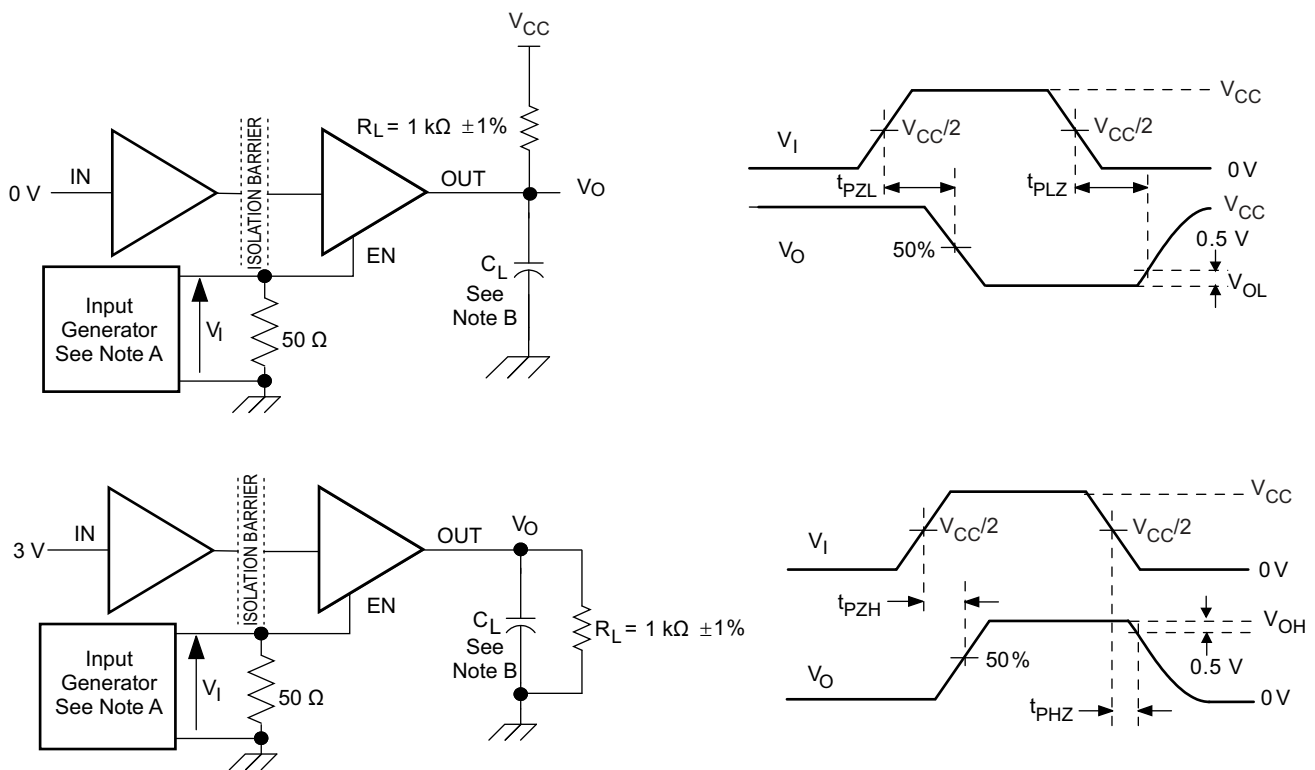 VCC
RL = 1 kΩ ±1%
ISOLATION BARRIER
0 V
IN
OUT
VO
EN
CL
See
Note B
Input
Generator
See Note A
VI
50 Ω
VCC
VCC/2
VCC/2
VI
0 V
tPZL
tPLZ
VCC
0.5 V
VO
50%
VOL
ISOLATION BARRIER
3 V
IN
OUT
VO
EN
CL
See
Note B
RL = 1 kΩ ±1%
Input
Generator
See Note A
VI
50 Ω
VCC
VCC/2
VCC/2
VI
0 V
tPZH
VOH
50%
0.5 V
VO
0 V
tPHZ